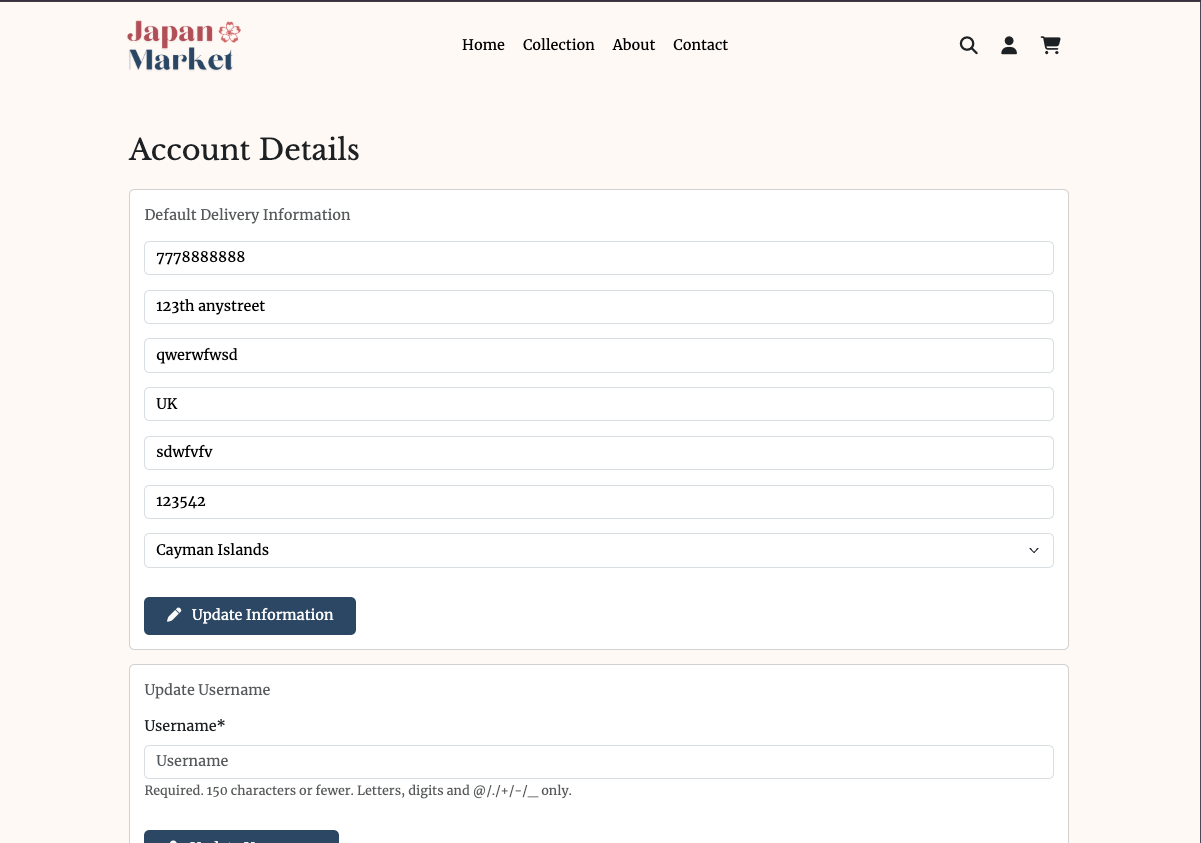 Japan
Market
Home Collection About Contact
Account Details
Default Delivery Information
7778888888
123th anystreet
qwerwfwsd
UK
sdwfvfv
123542
Cayman Islands
Update Information
Update Username
Username*
Username
Required. 150 characters or fewer. Letters, digits and @/./+/-/_ only.